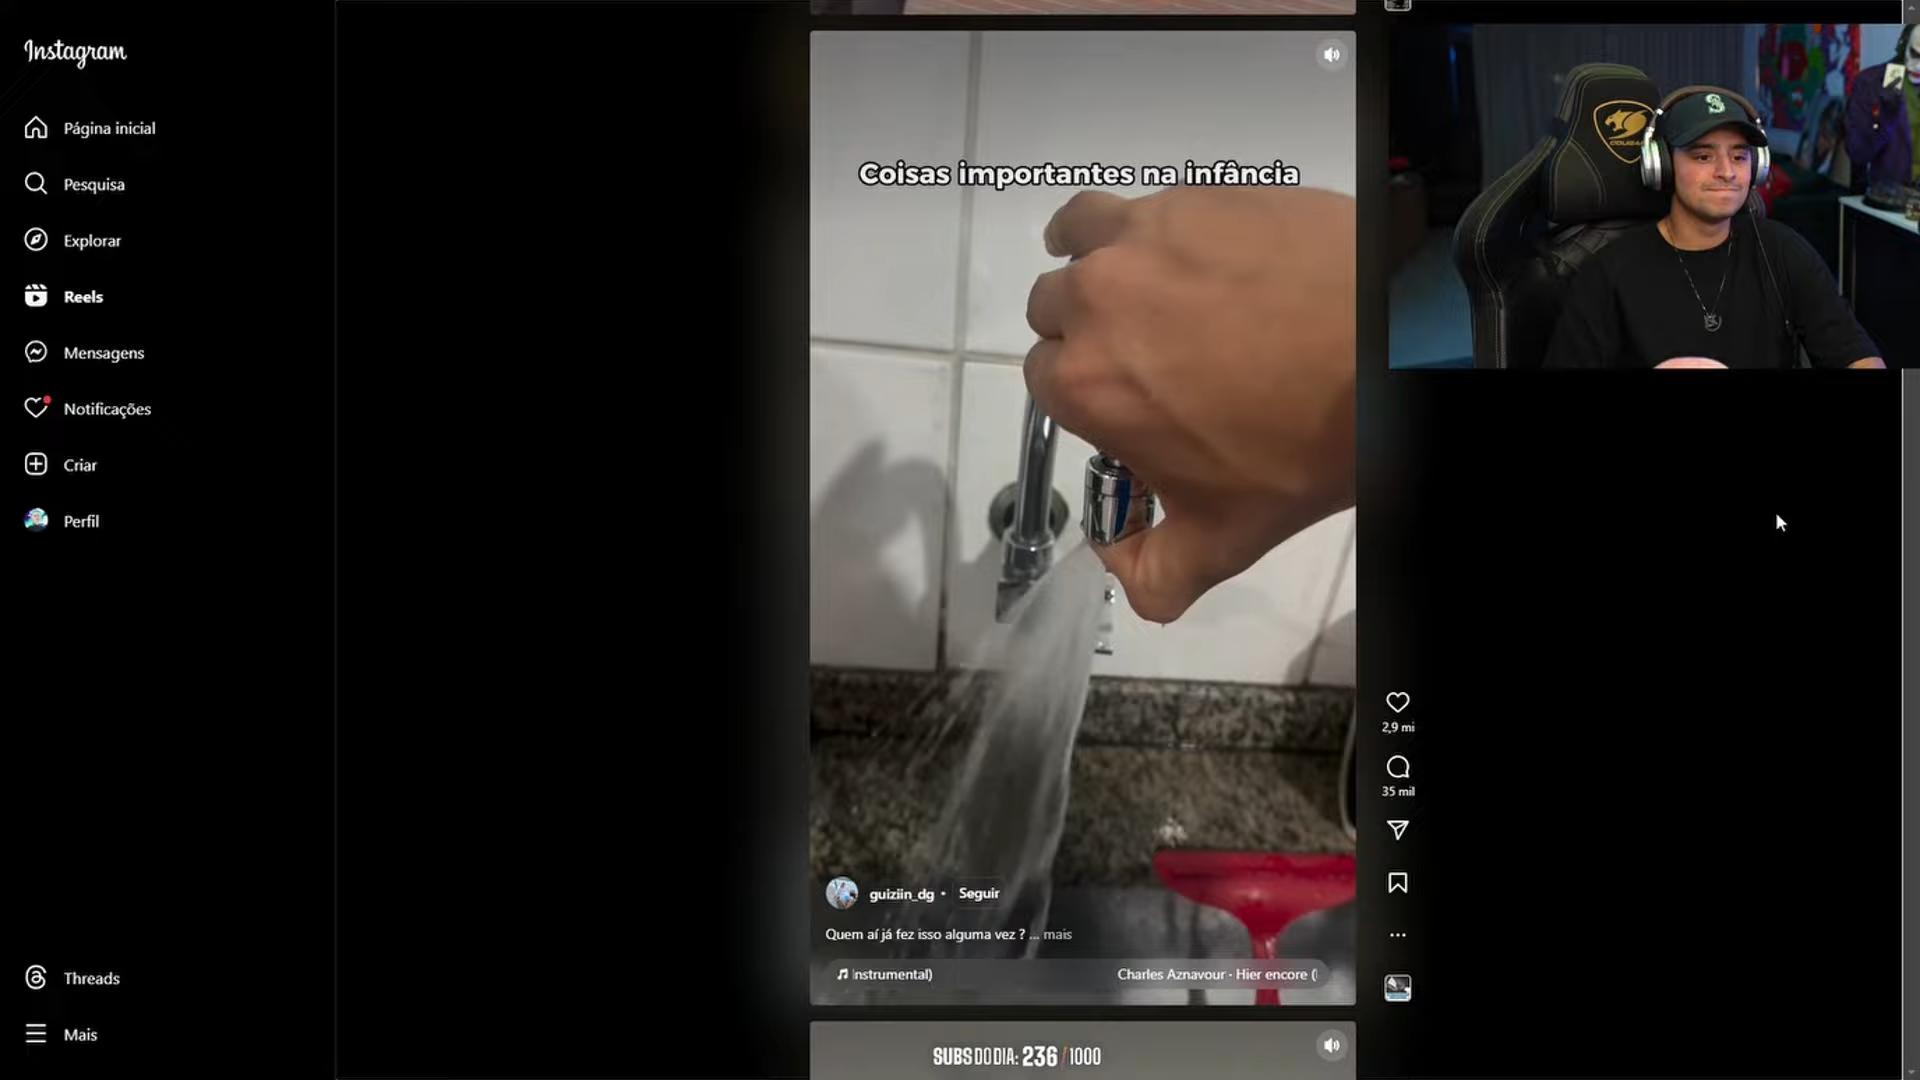 Instagram
Página inicial
Pesquisa
Explorar
Reels
Mensagens
Notificações
Criar
Perfil
Threads
Mais
Coisas importantes na infância
guiziin_dg • Seguir
Quem aí já fez isso alguma vez ? ... mais
nstrumental)
Charles Aznavour - Hier encore (
2,9 mi
35 mil
SUBS DO DIA: 236 / 1000
COUGAR